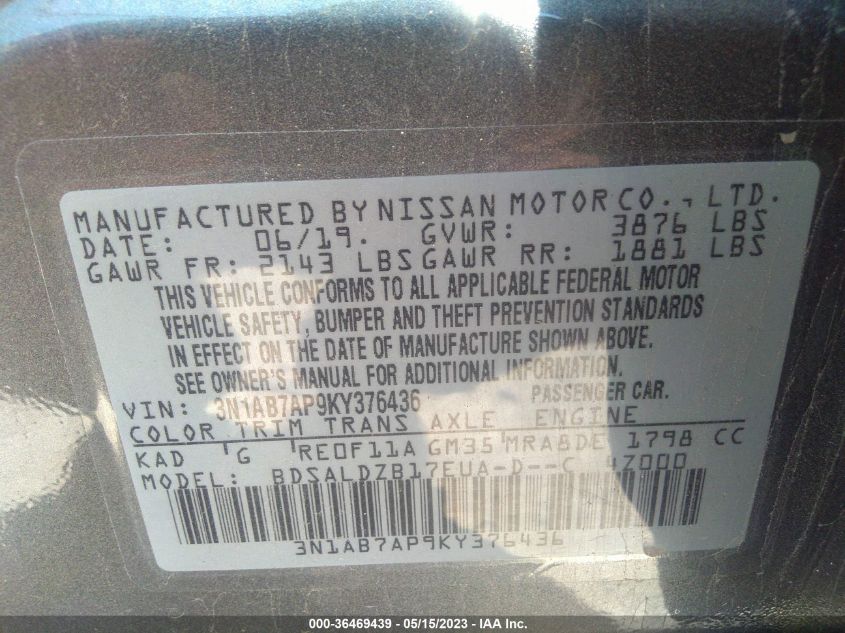 MANUFACTURED BY NISSAN MOTOR CO., LTD.
DATE: 06/19. GVWR: 3876 LBS
GAWR FR: 2143 LBS GAWR RR: 1881 LBS
THIS VEHICLE CONFORMS TO ALL APPLICABLE FEDERAL MOTOR
VEHICLE SAFETY, BUMPER AND THEFT PREVENTION STANDARDS
IN EFFECT ON THE DATE OF MANUFACTURE SHOWN ABOVE.
SEE OWNER'S MANUAL FOR ADDITIONAL INFORMATION.
VIN: 3N1AB7AP9KY376436 PASSENGER CAR.
COLOR TRIM TRANS AXLE ENGINE
KAD G RE0F11A GM35 MRA8DE 1798 CC
MODEL: BDSALDZB17EUA-D--C 4Z000
3N1AB7AP9KY376436
000-36469439 - 05/15/2023 - IAA Inc.